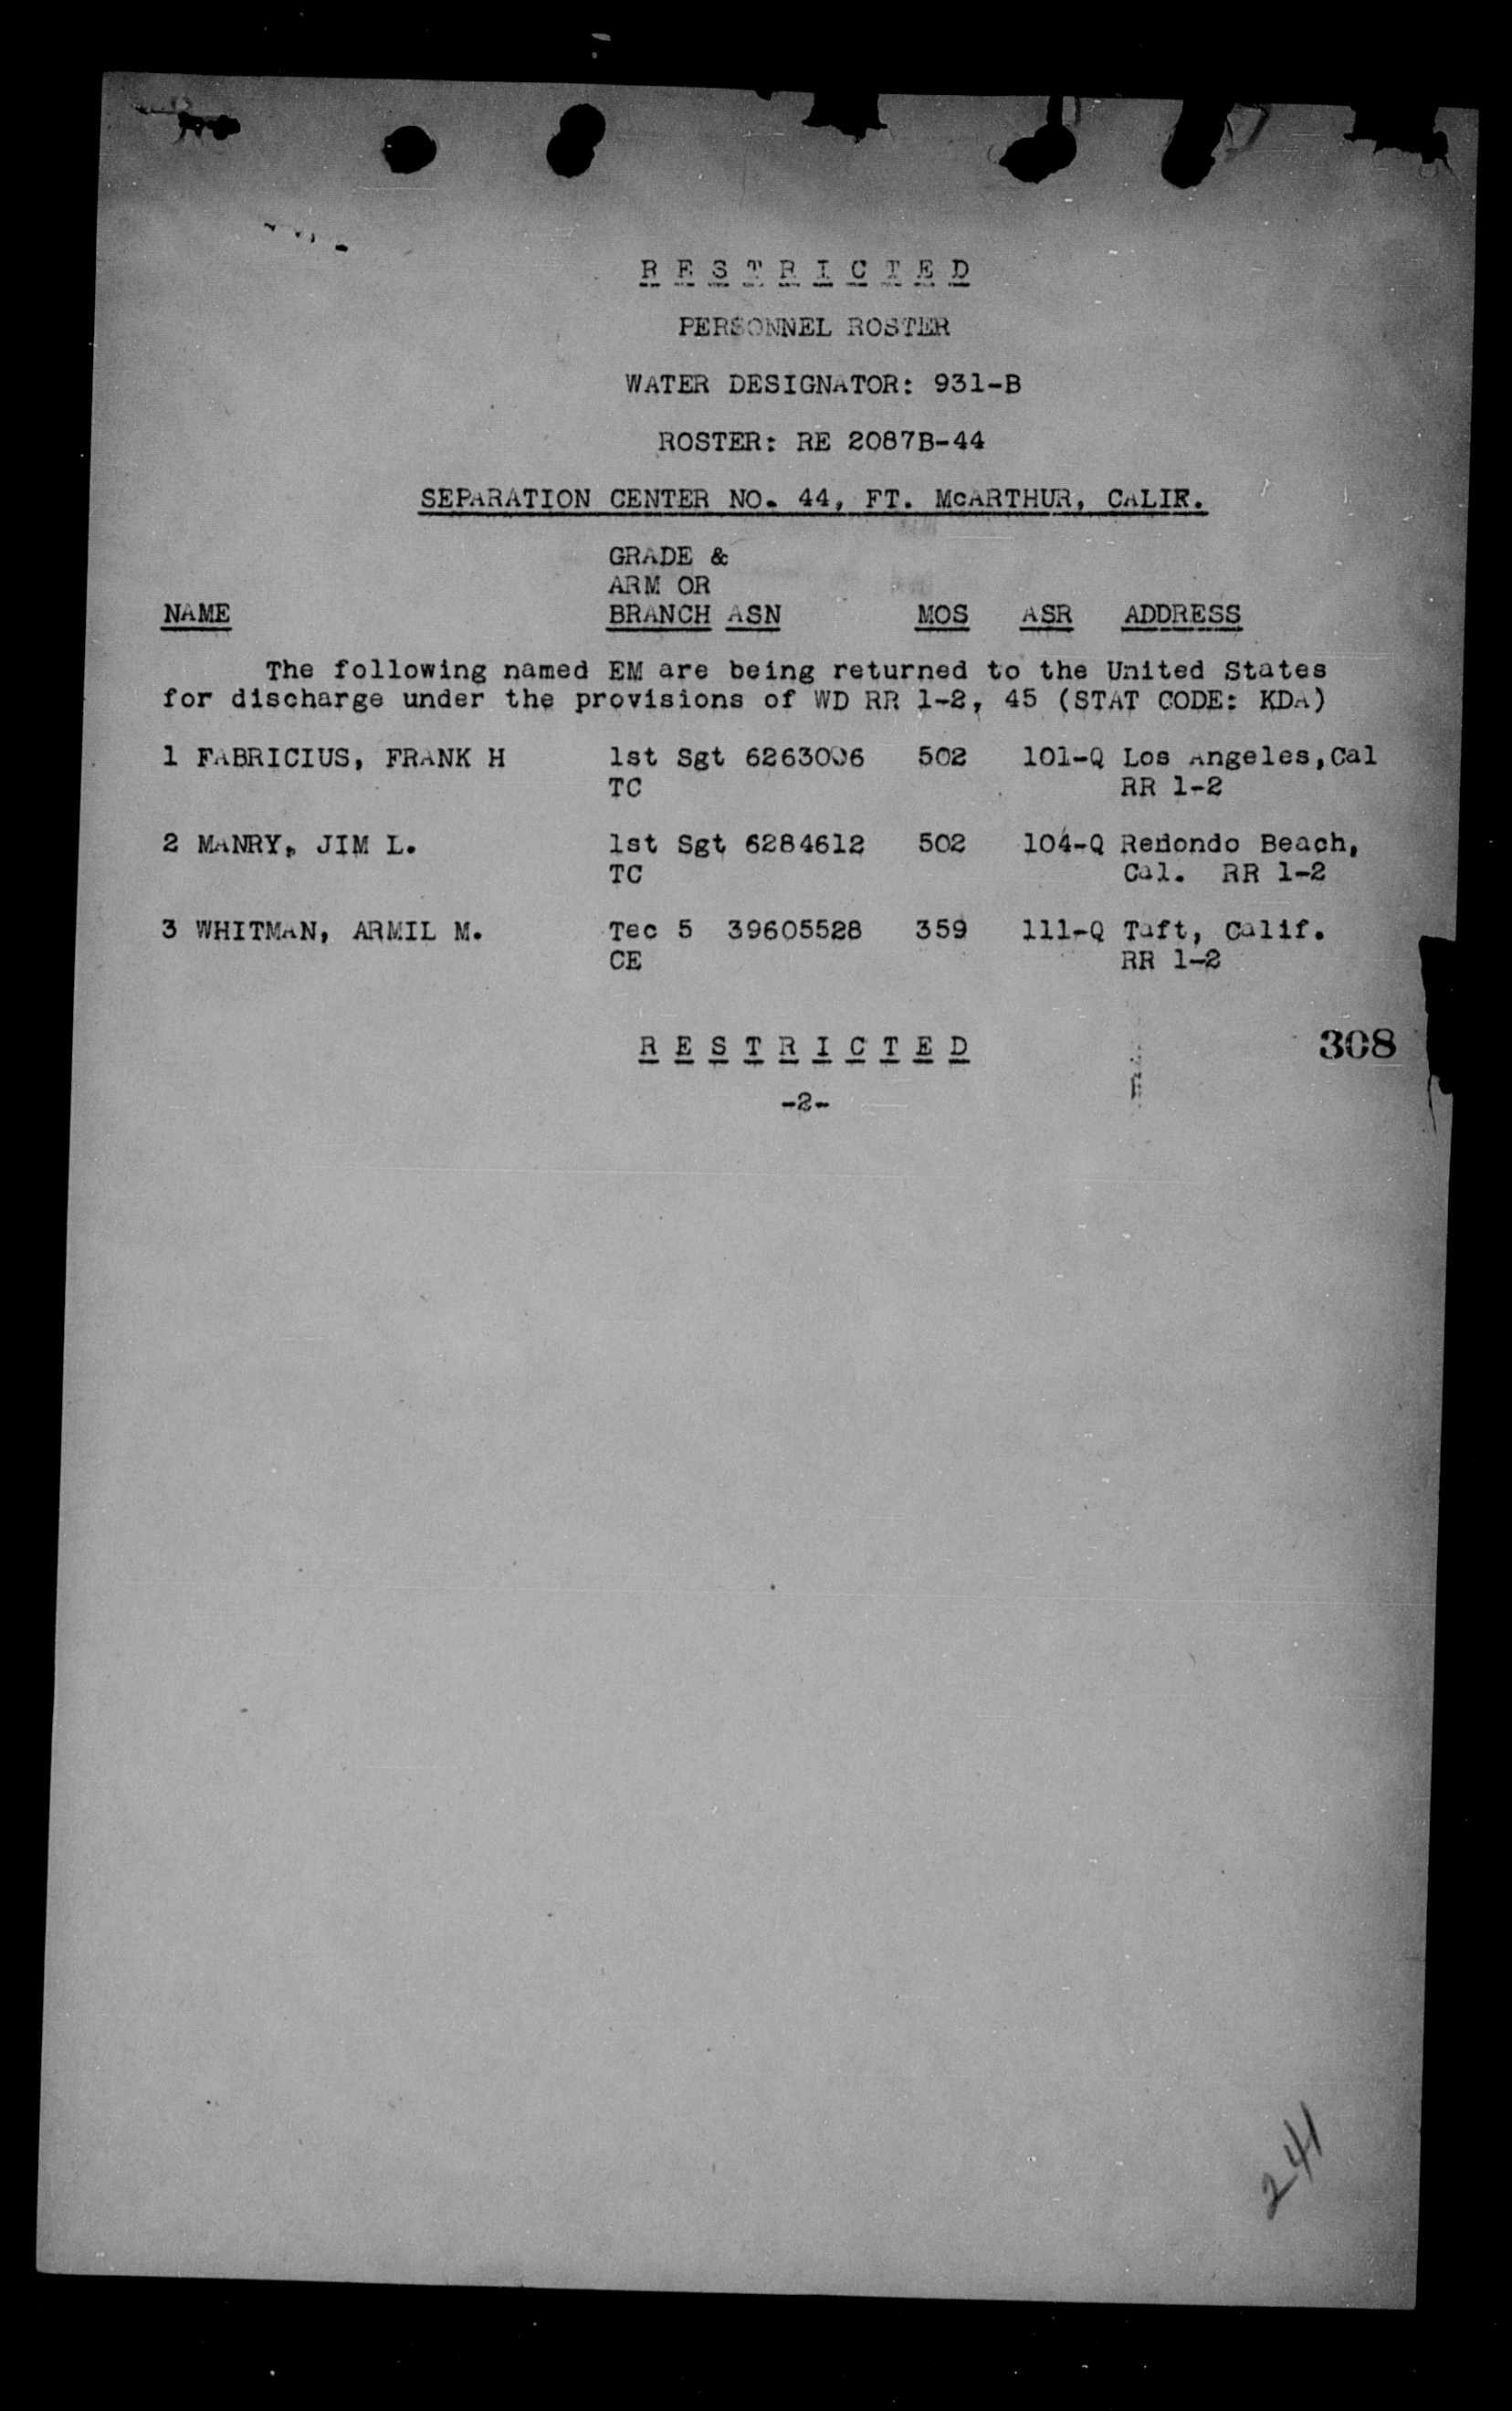 R E S T R I C T E D
PERSONNEL ROSTER
WATER DESIGNATOR: 931-B
ROSTER: RE 2087B-44
SEPARATION CENTER NO. 44, FT. McARTHUR, CALIF.
GRADE &
ARM OR
NAME BRANCH ASN MOS ASR ADDRESS
The following named EM are being returned to the United States
for discharge under the provisions of WD RR 1-2, 45 (STAT CODE: KDA)
1 FABRICIUS, FRANK H 1st Sgt 6263006 502 101-Q Los Angeles,Cal
TC RR 1-2
2 MANRY, JIM L. 1st Sgt 6284612 502 104-Q Redondo Beach,
TC Cal. RR 1-2
3 WHITMAN, ARMIL M. Tec 5 39605528 359 111-Q Taft, Calif.
CE RR 1-2
R E S T R I C T E D 308
-2-
241